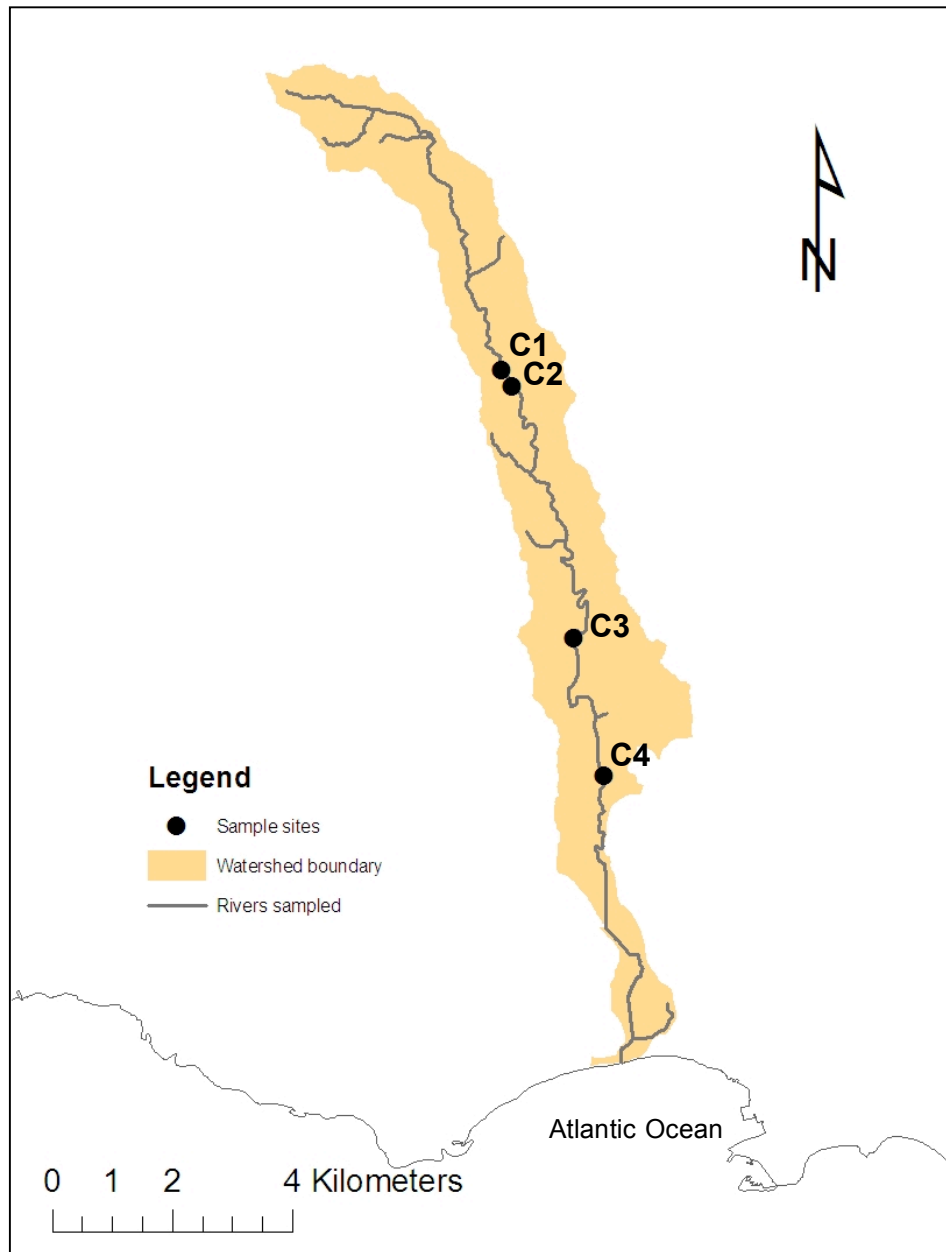 N
C1
C2
C3
C4
Legend
Sample sites
Watershed boundary
Rivers sampled
Atlantic Ocean
0 1 2 4 Kilometers